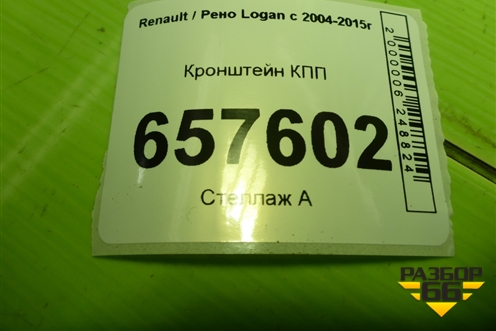 Renault / Рено Logan с 2004-2015г
Кронштейн КПП
657602
Стеллаж А
2000006248824
РАЗБОР
66